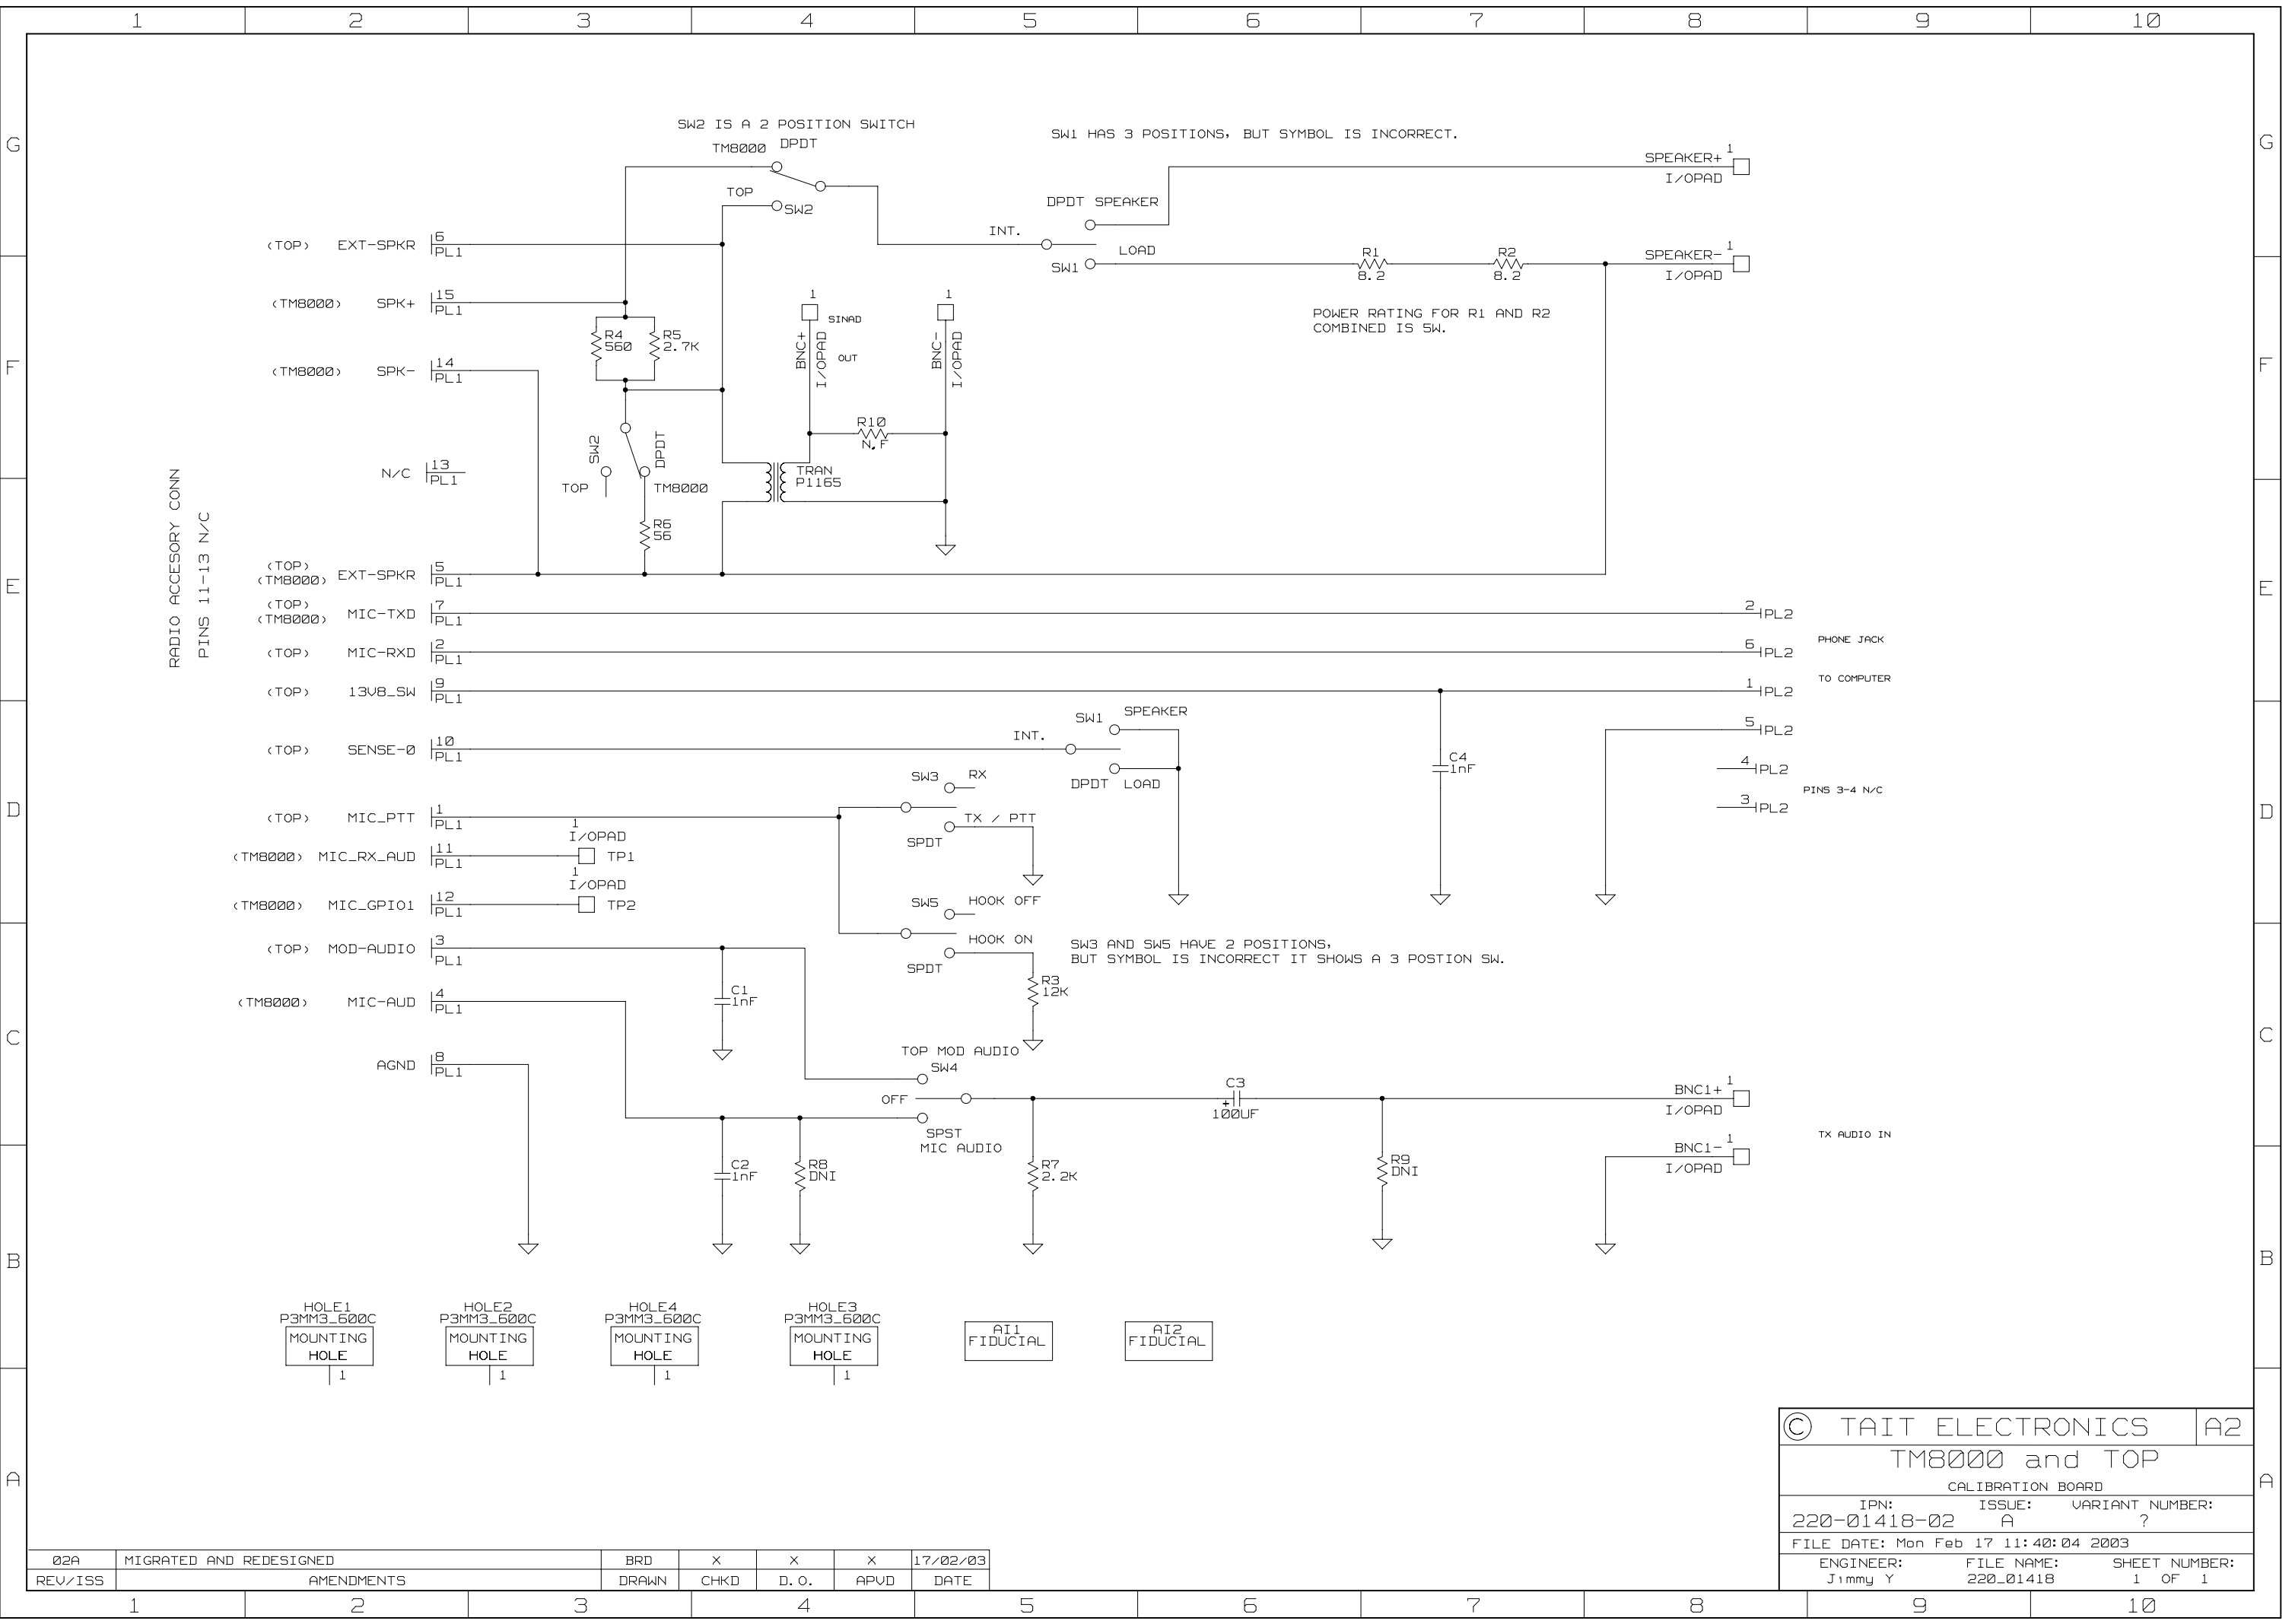 1 2 3 4 5 6 7 8 9 10
G
F
E
D
C
B
A
SW2 IS A 2 POSITION SWITCH
TM8000 DPDT
TOP
SW2
SW1 HAS 3 POSITIONS, BUT SYMBOL IS INCORRECT.
DPDT SPEAKER
INT.
LOAD
SW1
SPEAKER+ 1
I/OPAD
R1
8.2
R2
8.2
SPEAKER- 1
I/OPAD
POWER RATING FOR R1 AND R2
COMBINED IS 5W.
(TOP) EXT-SPKR 6
PL1
(TM8000) SPK+ 15
PL1
(TM8000) SPK- 14
PL1
N/C 13
PL1
R4
560
R5
2.7K
1
BNC+
I/OPAD
SINAD
OUT
1
BNC-
I/OPAD
R10
N.F
SW2
DPDT
TOP
TM8000
TRAN
P1165
R6
56
RADIO ACCESORY CONN
PINS 11-13 N/C
(TOP)
(TM8000) EXT-SPKR 5
PL1
(TOP)
(TM8000) MIC-TXD 7
PL1
(TOP) MIC-RXD 2
PL1
(TOP) 13V8_SW 9
PL1
(TOP) SENSE-0 10
PL1
(TOP) MIC_PTT 1
PL1
(TM8000) MIC_RX_AUD 11
PL1
(TM8000) MIC_GPIO1 12
PL1
(TOP) MOD-AUDIO 3
PL1
(TM8000) MIC-AUD 4
PL1
AGND 8
PL1
2 PL2
6 PL2
1 PL2
5 PL2
4 PL2
3 PL2
PHONE JACK
TO COMPUTER
PINS 3-4 N/C
SW1 SPEAKER
INT.
DPDT LOAD
C4
1nF
SW3 RX
TX / PTT
SPDT
1
I/OPAD
TP1
1
I/OPAD
TP2
SW5 HOOK OFF
HOOK ON
SPDT
SW3 AND SW5 HAVE 2 POSITIONS,
BUT SYMBOL IS INCORRECT IT SHOWS A 3 POSTION SW.
R3
12K
C1
1nF
TOP MOD AUDIO
SW4
OFF
SPST
MIC AUDIO
C3
+
100UF
BNC1+ 1
I/OPAD
TX AUDIO IN
BNC1- 1
I/OPAD
C2
1nF
R8
DNI
R7
2.2K
R9
DNI
HOLE1
P3MM3_600C
MOUNTING
HOLE
1
HOLE2
P3MM3_600C
MOUNTING
HOLE
1
HOLE4
P3MM3_600C
MOUNTING
HOLE
1
HOLE3
P3MM3_600C
MOUNTING
HOLE
1
AI1
FIDUCIAL
AI2
FIDUCIAL
© TAIT ELECTRONICS A2
TM8000 and TOP
CALIBRATION BOARD
IPN: ISSUE: VARIANT NUMBER:
220-01418-02 A ?
FILE DATE: Mon Feb 17 11:40:04 2003
ENGINEER: FILE NAME: SHEET NUMBER:
Jimmy Y 220_01418 1 OF 1
02A MIGRATED AND REDESIGNED BRD X X X 17/02/03
REV/ISS AMENDMENTS DRAWN CHKD D.O. APVD DATE
G
F
E
D
C
B
A
1 2 3 4 5 6 7 8 9 10